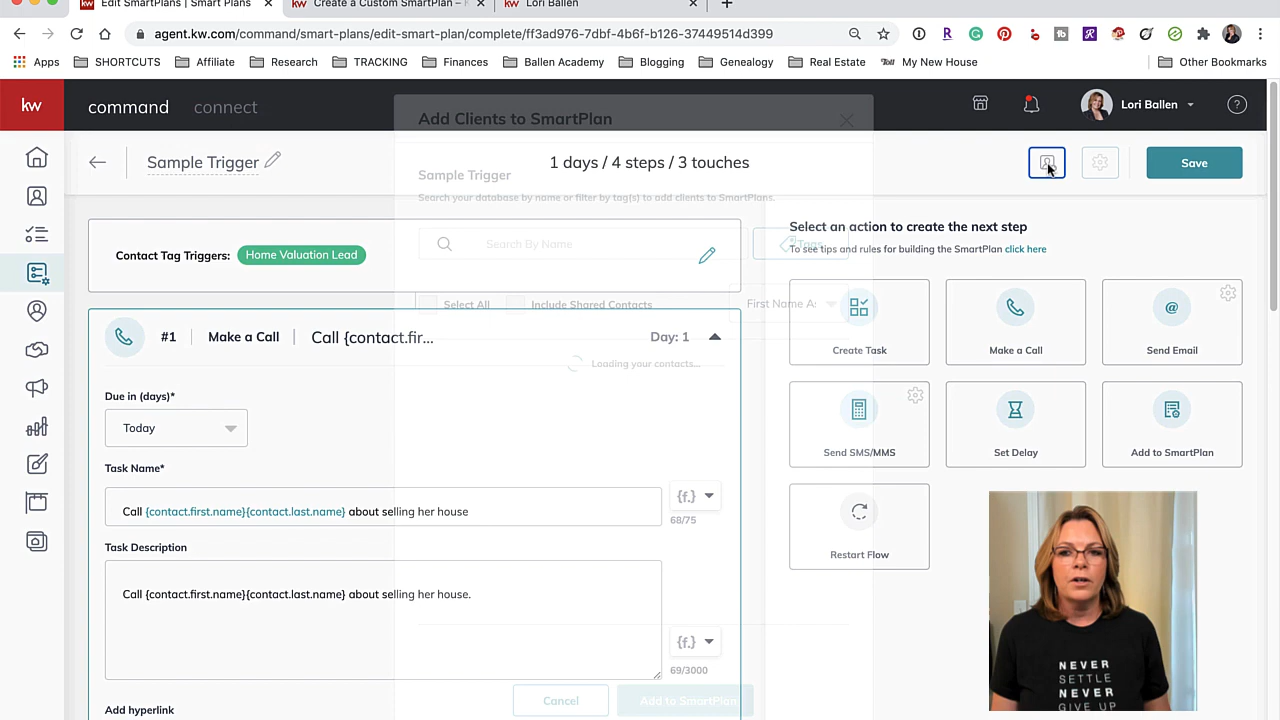 Edit SmartPlans | Smart Plans
Create a Custom SmartPlan –
Lori Ballen
agent.kw.com/command/smart-plans/edit-smart-plan/complete/ff3ad976-7dbf-4b6f-b126-37449514d399
Apps
SHORTCUTS
Affiliate
Research
TRACKING
Finances
Ballen Academy
Blogging
Genealogy
Real Estate
My New House
Other Bookmarks
kw
command
connect
Lori Ballen
Add Clients to SmartPlan
Sample Trigger
1 days / 4 steps / 3 touches
Save
Sample Trigger
Search your database by name or filter by tag(s) to add clients to SmartPlans.
Search By Name
Tags
Select All
Include Shared Contacts
First Name A:
Loading your contacts...
Cancel
Add to SmartPlan
Contact Tag Triggers:
Home Valuation Lead
#1
Make a Call
Call {contact.fir...
Day: 1
Due in (days)*
Today
Task Name*
Call {contact.first.name}{contact.last.name} about selling her house
{f.}
68/75
Task Description
Call {contact.first.name}{contact.last.name} about selling her house.
{f.}
69/3000
Add hyperlink
Select an action to create the next step
To see tips and rules for building the SmartPlan click here
Create Task
Make a Call
Send Email
Send SMS/MMS
Set Delay
Add to SmartPlan
Restart Flow
NEVER
SETTLE
NEVER
GIVE UP